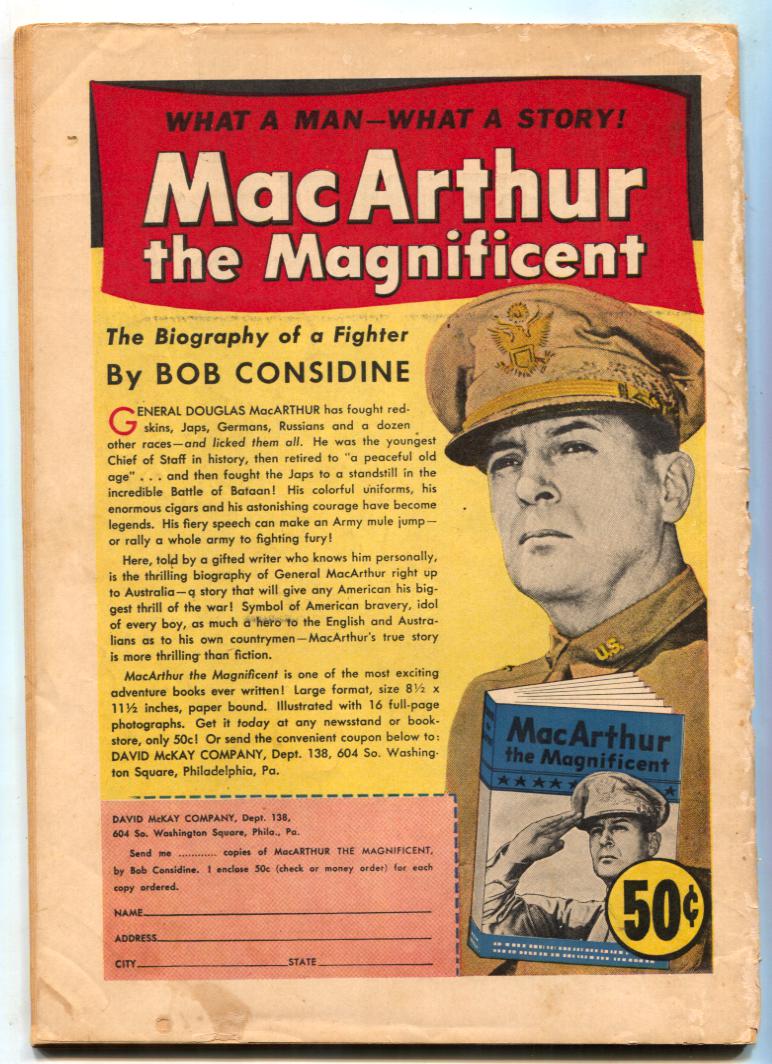 WHAT A MAN—WHAT A STORY!
MacArthur
the Magnificent
The Biography of a Fighter
By BOB CONSIDINE
GENERAL DOUGLAS MacARTHUR has fought red-
skins, Japs, Germans, Russians and a dozen
other races—and licked them all. He was the youngest
Chief of Staff in history, then retired to "a peaceful old
age" . . . and then fought the Japs to a standstill in the
incredible Battle of Bataan! His colorful uniforms, his
enormous cigars and his astonishing courage have become
legends. His fiery speech can make an Army mule jump—
or rally a whole army to fighting fury!
Here, told by a gifted writer who knows him personally,
is the thrilling biography of General MacArthur right up
to Australia—a story that will give any American his big-
gest thrill of the war! Symbol of American bravery, idol
of every boy, as much a hero to the English and Austra-
lians as to his own countrymen—MacArthur's true story
is more thrilling than fiction.
MacArthur the Magnificent is one of the most exciting
adventure books ever written! Large format, size 8½ x
11½ inches, paper bound. Illustrated with 16 full-page
photographs. Get it today at any newsstand or book-
store, only 50c! Or send the convenient coupon below to:
DAVID McKAY COMPANY, Dept. 138, 604 So. Washing-
ton Square, Philadelphia, Pa.
U.S.
MacArthur
the Magnificent
50¢
DAVID McKAY COMPANY, Dept. 138,
604 So. Washington Square, Phila., Pa.
Send me ............ copies of MacARTHUR THE MAGNIFICENT,
by Bob Considine. I enclose 50c (check or money order) for each
copy ordered.
NAME
ADDRESS
CITY STATE